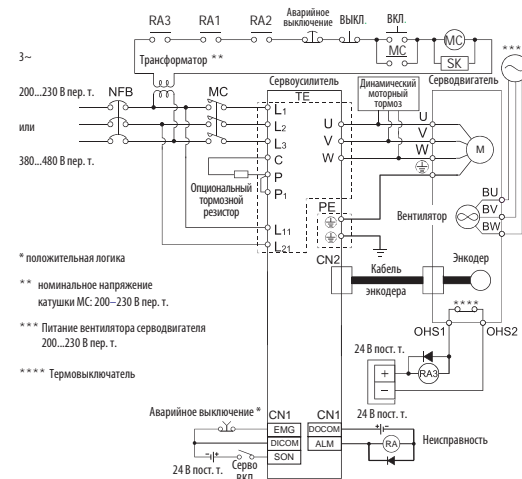 RA3 RA1 RA2 Аварийное выключение ВЫКЛ. ВКЛ.
MC
MC
SK
****
3~
Трансформатор **
Сервоусилитель
Динамический моторный тормоз
Серводвигатель
200...230 В пер. т.
NFB
MC
TE
или
380...480 В пер. т.
L1
L2
L3
C
P
P1
L11
L21
U
V
W
U
V
W
M
Опциональный тормозной резистор
PE
BU
BV
BW
Вентилятор
CN2
Кабель энкодера
Энкодер
* положительная логика
** номинальное напряжение
катушки MC: 200–230 В пер. т.
*** Питание вентилятора серводвигателя
200...230 В пер. т.
**** Термовыключатель
****
OHS1 OHS2
24 В пост. т.
+
−
RA3
24 В пост. т.
Аварийное выключение *
CN1 CN1
EMG DOCOM
DICOM ALM
SON
RA
Неисправность
24 В пост. т.
Серво ВКЛ.